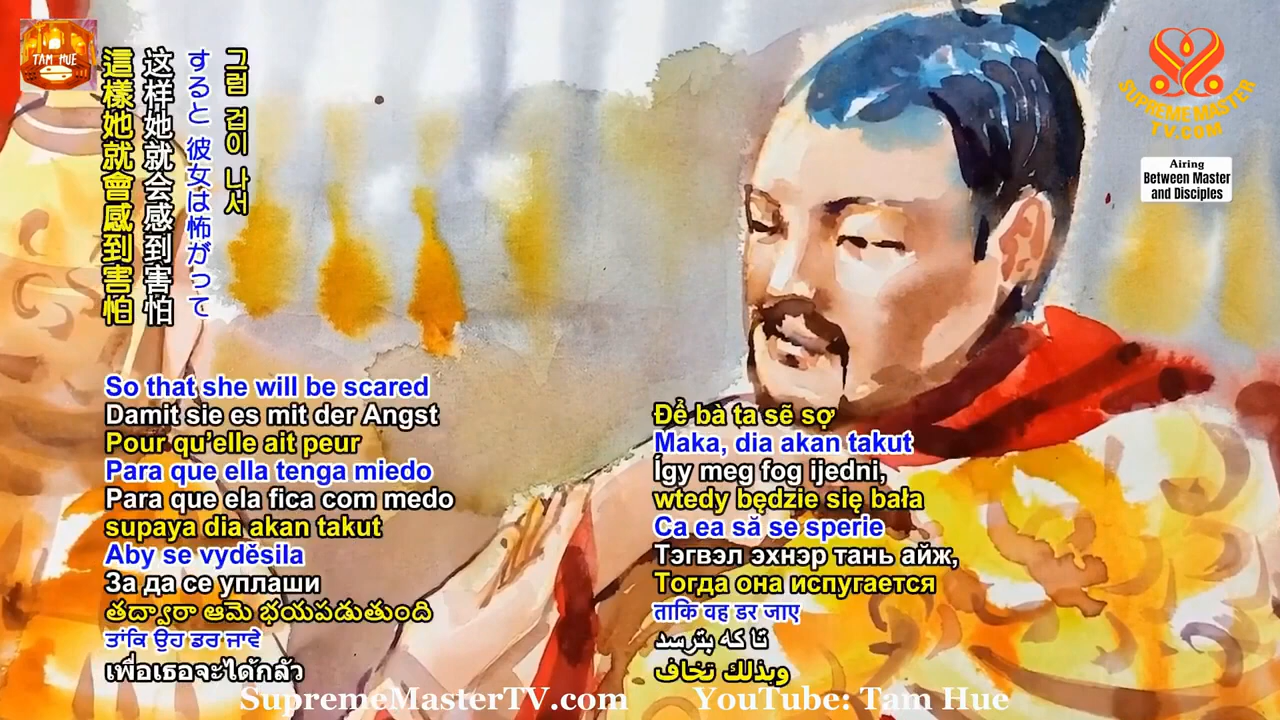 TAM HUE
這樣她就會感到害怕
这样她就会感到害怕
すると 彼女は怖がって
그럼 겁이 나서
SUPREME MASTER
TV.COM
Airing
Between Master
and Disciples
So that she will be scared
Damit sie es mit der Angst
Pour qu’elle ait peur
Para que ella tenga miedo
Para que ela fica com medo
supaya dia akan takut
Aby se vyděsila
За да се уплаши
తద్వారా ఆమె భయపడుతుంది
ਤਾਂਕਿ ਉਹ ਡਰ ਜਾਵੇ
เพื่อเธอจะได้กลัว
Để bà ta sẽ sợ
Maka, dia akan takut
Így meg fog ijedni,
wtedy będzie się bała
Ca ea să se sperie
Тэгвэл эхнэр тань айж,
Тогда она испугается
ताकि वह डर जाए
تا که بترسد
وبذلك تخاف
SupremeMasterTV.com
YouTube: Tam Hue